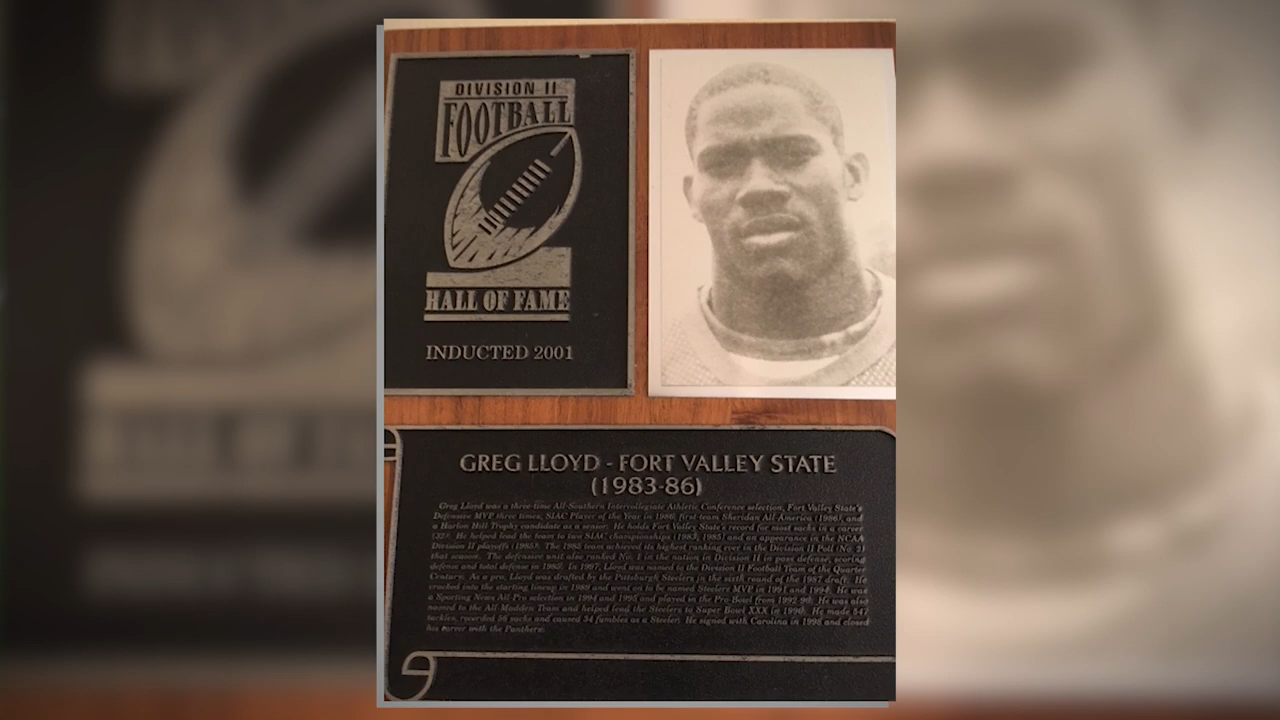 DIVISION II
FOOTBALL
HALL OF FAME
INDUCTED 2001
GREG LLOYD - FORT VALLEY STATE
(1983-86)
Greg Lloyd was a three-time All-Southern Intercollegiate Athletic Conference selection, Fort Valley State's
Defensive MVP three times, SIAC Player of the Year in 1986, first-team Sheridan All-America (1986), and
a Harlon Hill Trophy candidate as a senior. He holds Fort Valley State's record for most sacks in a career
(32). He helped lead the team to two SIAC championships (1983, 1985) and an appearance in the NCAA
Division II playoffs (1985). The 1985 team achieved its highest ranking ever in the Division II Poll (No. 2)
that season. The defensive unit also ranked No. 1 in the nation in Division II in pass defense, scoring
defense and total defense in 1985. In 1997, Lloyd was named to the Division II Football Team of the Quarter
Century. As a pro, Lloyd was drafted by the Pittsburgh Steelers in the sixth round of the 1987 draft. He
cracked into the starting lineup in 1989 and went on to be named Steelers MVP in 1991 and 1994. He was
a Sporting News All-Pro selection in 1994 and 1995 and played in the Pro Bowl from 1992-96. He was also
named to the All-Madden Team and helped lead the Steelers to Super Bowl XXX in 1996. He made 547
tackles, recorded 56 sacks and caused 34 fumbles as a Steeler. He signed with Carolina in 1998 and closed
his career with the Panthers.